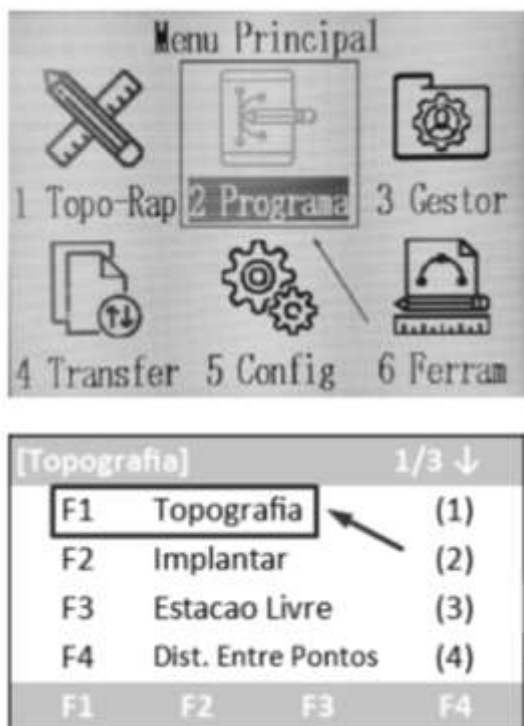 Menu Principal
1 Topo-Rap 2 Programa 3 Gestor
4 Transfer 5 Config 6 Ferram
[Topografia] 1/3 ↓
F1 Topografia (1)
F2 Implantar (2)
F3 Estacao Livre (3)
F4 Dist. Entre Pontos (4)
F1 F2 F3 F4